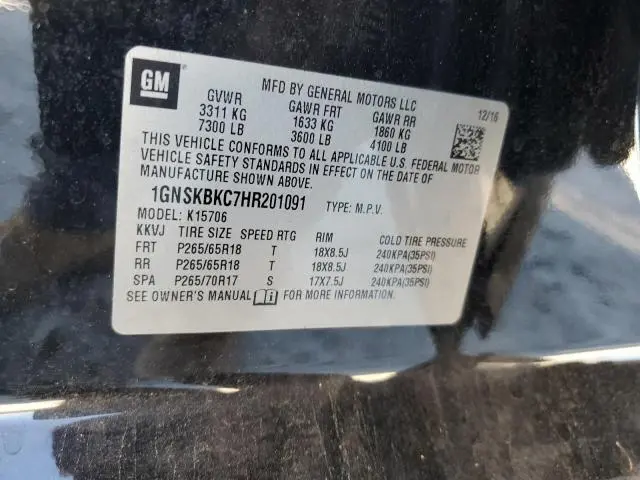 GM
MFD BY GENERAL MOTORS LLC
12/16
GVWR GAWR FRT GAWR RR
3311 KG 1633 KG 1860 KG
7300 LB 3600 LB 4100 LB
THIS VEHICLE CONFORMS TO ALL APPLICABLE U.S. FEDERAL MOTOR
VEHICLE SAFETY STANDARDS IN EFFECT ON THE DATE OF
MANUFACTURE SHOWN ABOVE.
1GNSKBKC7HR201091 TYPE: M.P.V.
MODEL: K15706
KKVJ TIRE SIZE SPEED RTG RIM COLD TIRE PRESSURE
FRT P265/65R18 T 18X8.5J 240KPA(35PSI)
RR P265/65R18 T 18X8.5J 240KPA(35PSI)
SPA P265/70R17 S 17X7.5J 240KPA(35PSI)
SEE OWNER'S MANUAL FOR MORE INFORMATION.